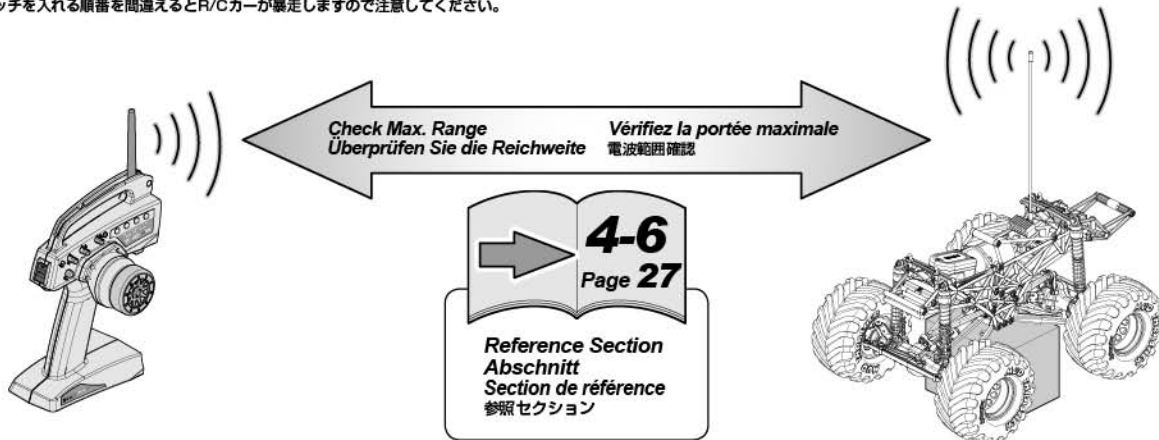 ッチを入れる順番を間違えるとR/Cカーが暴走しますので注意してください。
Check Max. Range
Überprüfen Sie die Reichweite
Vérifiez la portée maximale
電波範囲確認
4-6
Page 27
Reference Section
Abschnitt
Section de référence
参照セクション